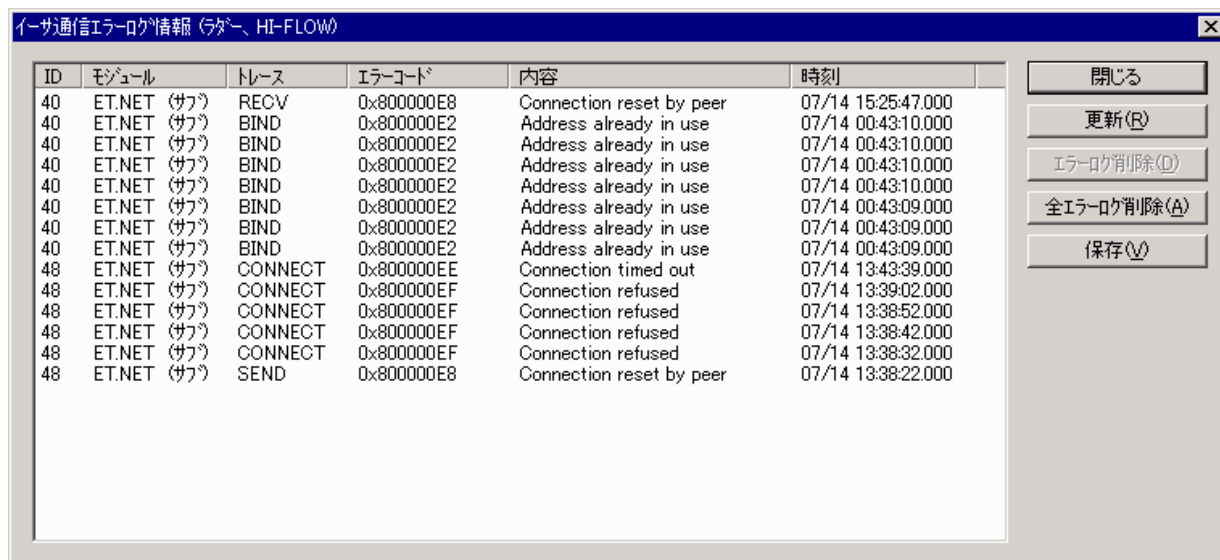 イーサ通信エラーログ情報 (ラダー、HI-FLOW)
ID モジュール トレース エラーコード 内容 時刻
40 ET.NET (サブ) RECV 0x800000E8 Connection reset by peer 07/14 15:25:47.000
40 ET.NET (サブ) BIND 0x800000E2 Address already in use 07/14 00:43:10.000
40 ET.NET (サブ) BIND 0x800000E2 Address already in use 07/14 00:43:10.000
40 ET.NET (サブ) BIND 0x800000E2 Address already in use 07/14 00:43:10.000
40 ET.NET (サブ) BIND 0x800000E2 Address already in use 07/14 00:43:10.000
40 ET.NET (サブ) BIND 0x800000E2 Address already in use 07/14 00:43:09.000
40 ET.NET (サブ) BIND 0x800000E2 Address already in use 07/14 00:43:09.000
40 ET.NET (サブ) BIND 0x800000E2 Address already in use 07/14 00:43:09.000
48 ET.NET (サブ) CONNECT 0x800000EE Connection timed out 07/14 13:43:39.000
48 ET.NET (サブ) CONNECT 0x800000EF Connection refused 07/14 13:39:02.000
48 ET.NET (サブ) CONNECT 0x800000EF Connection refused 07/14 13:38:52.000
48 ET.NET (サブ) CONNECT 0x800000EF Connection refused 07/14 13:38:42.000
48 ET.NET (サブ) CONNECT 0x800000EF Connection refused 07/14 13:38:32.000
48 ET.NET (サブ) SEND 0x800000E8 Connection reset by peer 07/14 13:38:22.000
閉じる
更新(R)
エラーログ削除(D)
全エラーログ削除(A)
保存(V)